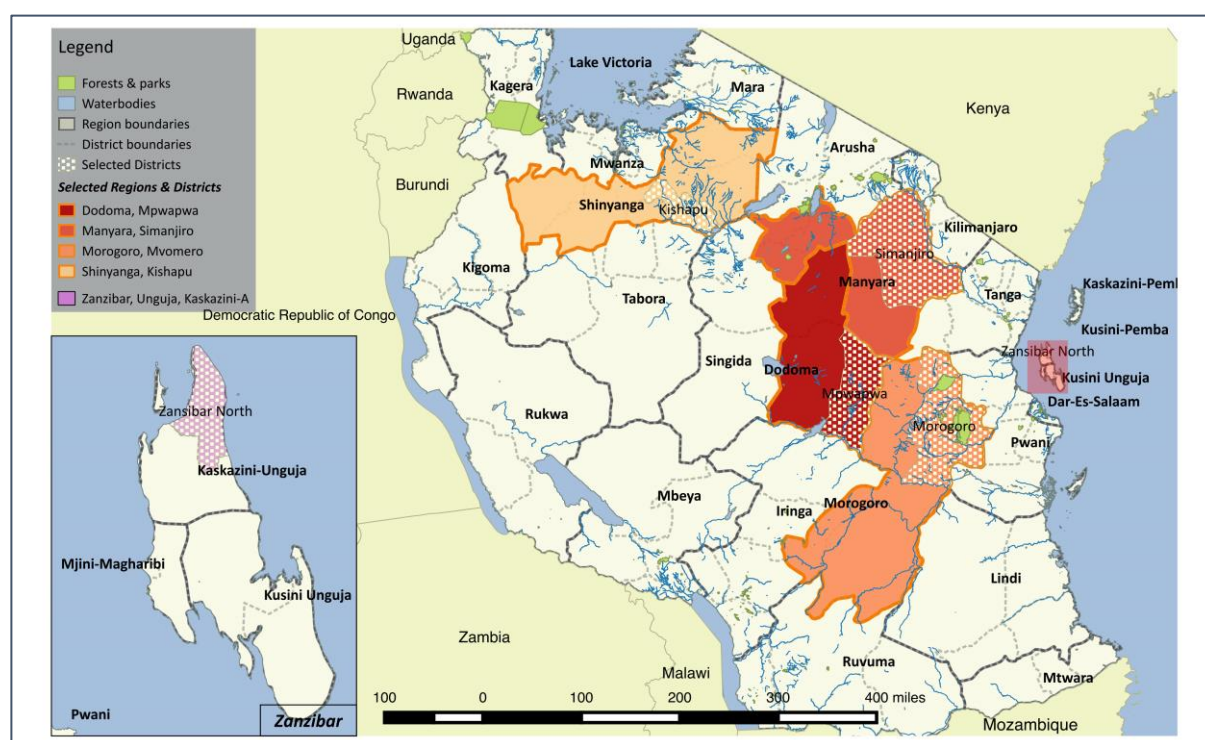 Legend
Forests & parks
Waterbodies
Region boundaries
District boundaries
Selected Districts
Selected Regions & Districts
Dodoma, Mpwapwa
Manyara, Simanjiro
Morogoro, Mvomero
Shinyanga, Kishapu
Zanzibar, Unguja, Kaskazini-A
Uganda
Lake Victoria
Kagera
Mara
Rwanda
Kenya
Mwanza
Arusha
Burundi
Shinyanga
Kishapu
Kilimanjaro
Simanjiro
Kigoma
Manyara
Tabora
Tanga
Kaskazini-Pem
Democratic Republic of Congo
Kusini-Pemba
Singida
Zansibar North
Dodoma
Kusini Unguja
Mpwapwa
Dar-Es-Salaam
Rukwa
Morogoro
Pwani
Mbeya
Iringa
Morogoro
Lindi
Zambia
Malawi
Ruvuma
Mtwara
Mozambique
100 0 100 200 300 400 miles
Zansibar North
Kaskazini-Unguja
Mjini-Magharibi
Kusini Unguja
Pwani
Zanzibar